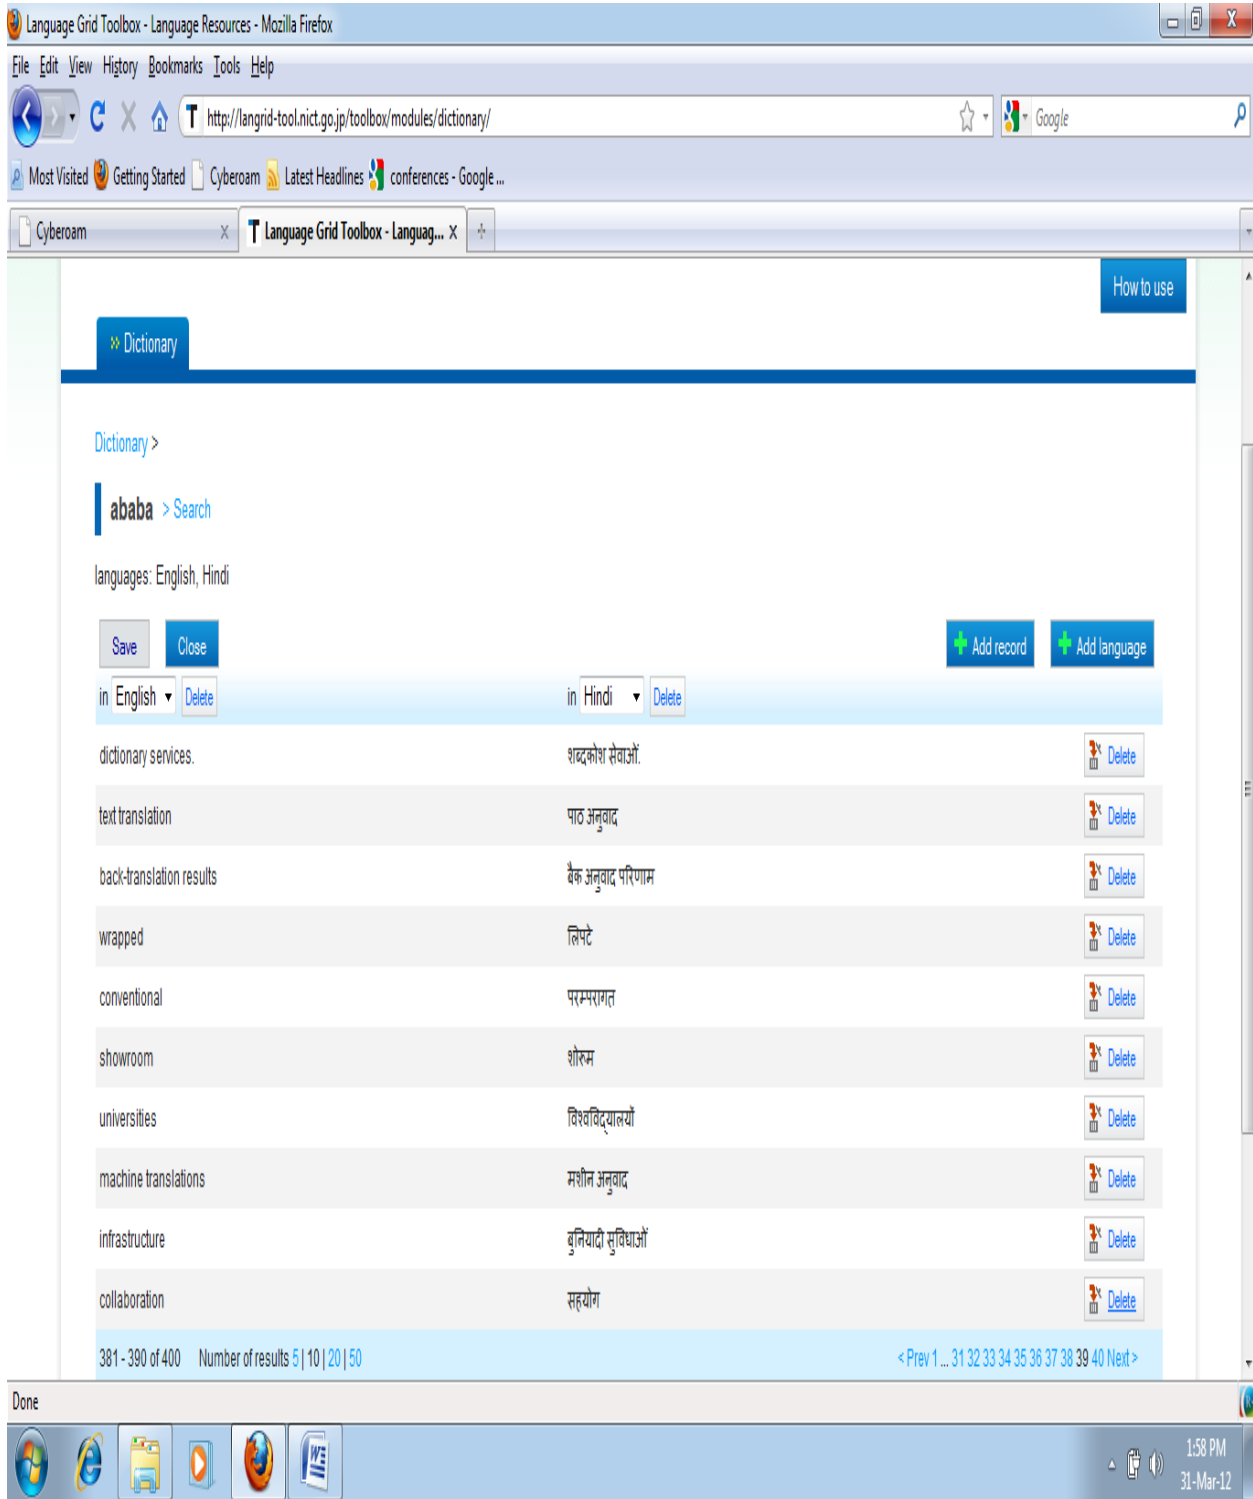 Language Grid Toolbox - Language Resources - Mozilla Firefox
File Edit View History Bookmarks Tools Help
http://langrid-tool.nict.go.jp/toolbox/modules/dictionary/ Google
Most Visited Getting Started Cyberoam Latest Headlines conferences - Google ...
Cyberoam Language Grid Toolbox - Languag...
How to use
» Dictionary
Dictionary >
ababa > Search
languages: English, Hindi
Save Close Add record Add language
in English Delete in Hindi Delete
dictionary services. शब्दकोश सेवाओं. Delete
text translation पाठ अनुवाद Delete
back-translation results बैक अनुवाद परिणाम Delete
wrapped लिपटे Delete
conventional परम्परागत Delete
showroom शोरुम Delete
universities विश्वविद्यालयों Delete
machine translations मशीन अनुवाद Delete
infrastructure बुनियादी सुविधाओं Delete
collaboration सहयोग Delete
381 - 390 of 400 Number of results 5 | 10 | 20 | 50 < Prev 1 ... 31 32 33 34 35 36 37 38 39 40 Next >
Done
1:58 PM
31-Mar-12